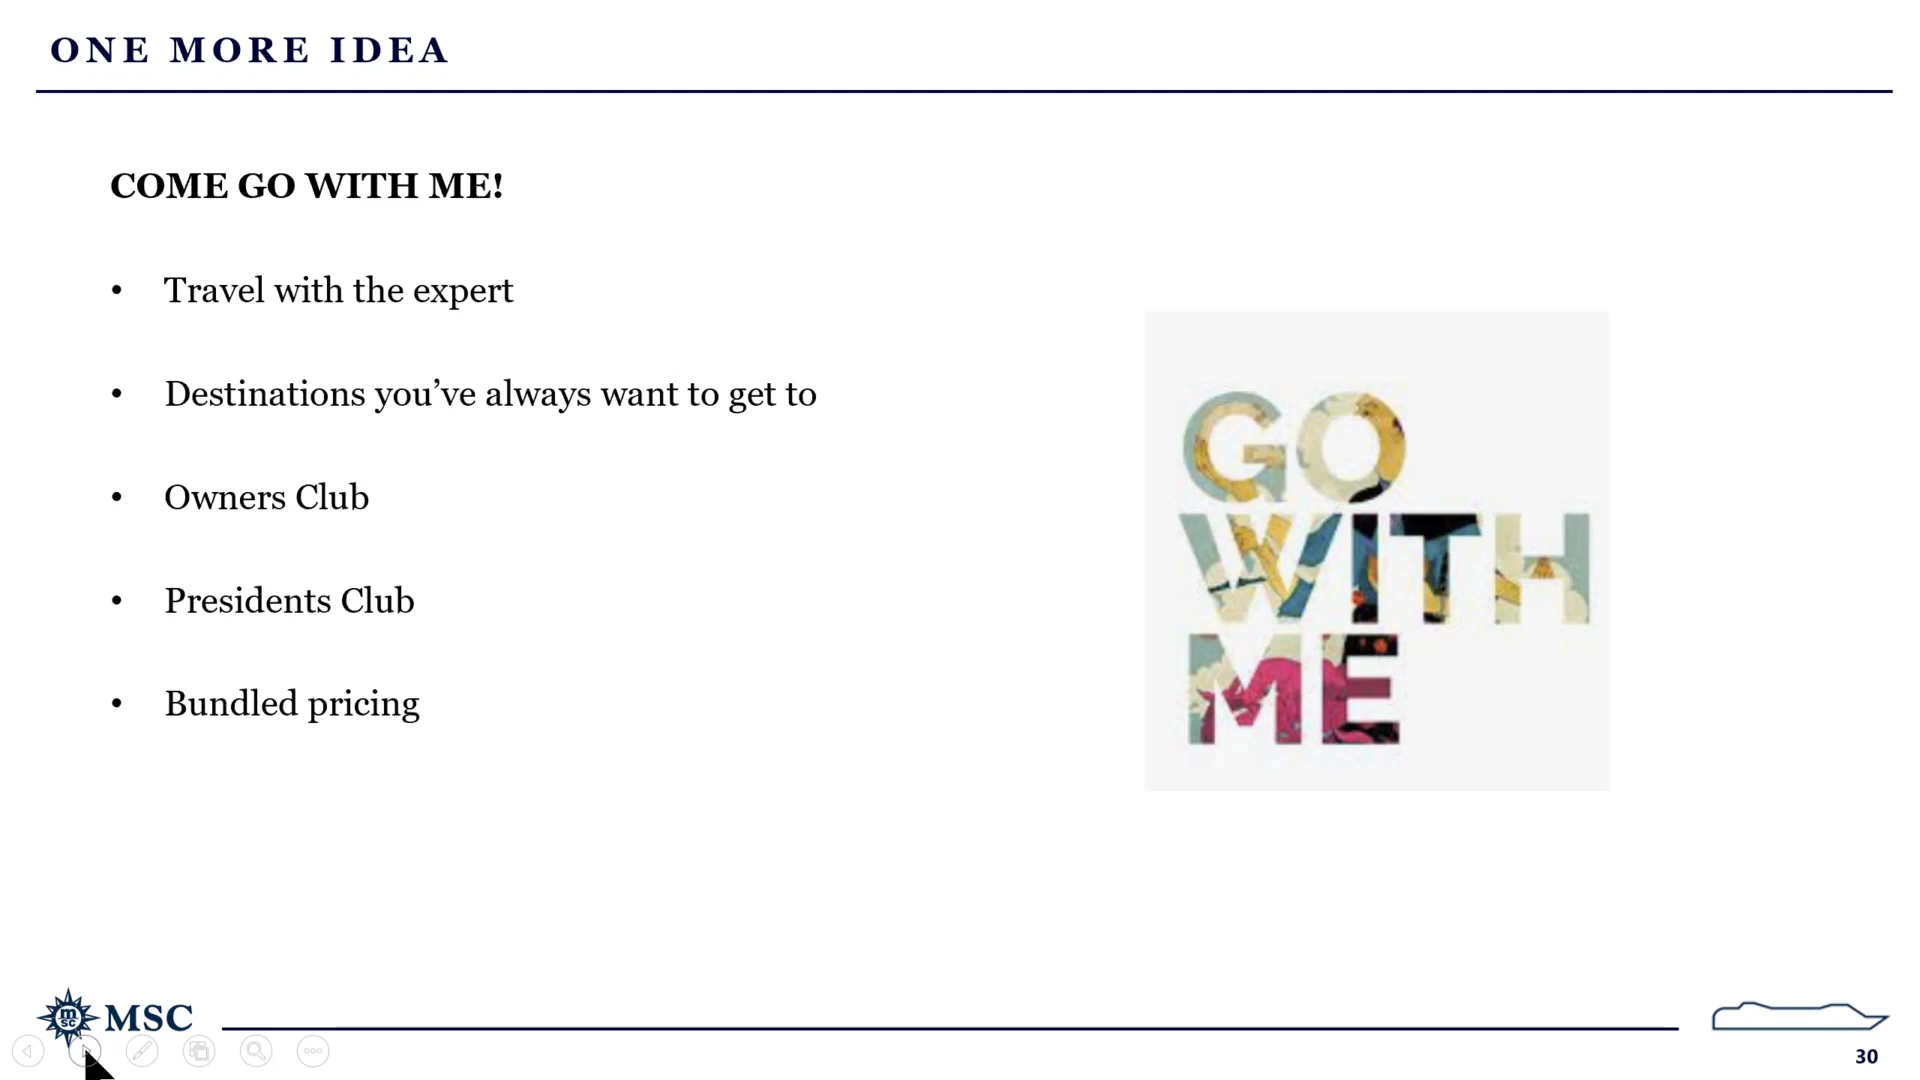 ONE MORE IDEA
COME GO WITH ME!
• Travel with the expert
• Destinations you’ve always want to get to
• Owners Club
• Presidents Club
• Bundled pricing
GO
WITH
ME
m
sc
MSC
30